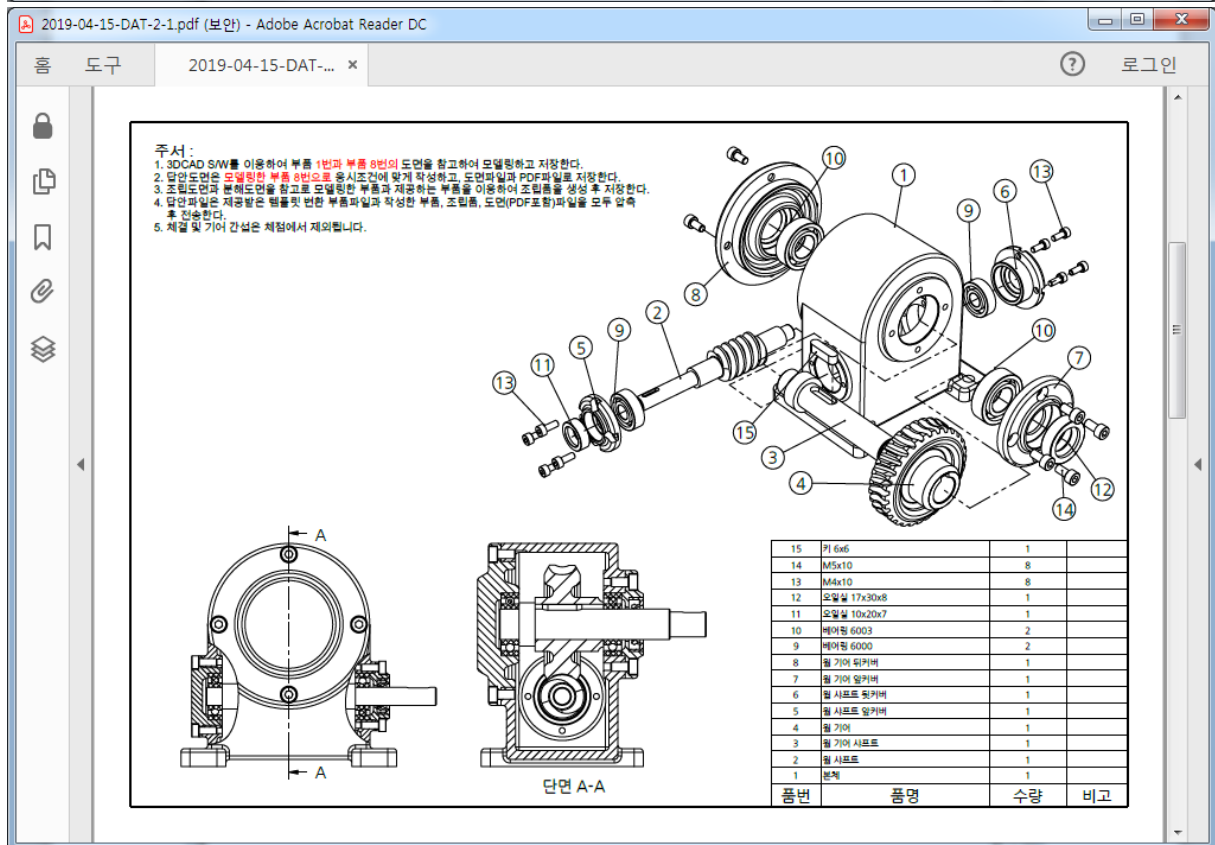 2019-04-15-DAT-2-1.pdf (보안) - Adobe Acrobat Reader DC
홈 도구 2019-04-15-DAT-... × ? 로그인
주서 :
1. 3DCAD S/W를 이용하여 부품 1번과 부품 8번의 도면을 참고하여 모델링하고 저장한다.
2. 답안도면은 모델링한 부품 8번으로 응시조건에 맞게 작성하고, 도면파일과 PDF파일로 저장한다.
3. 조립도면과 분해도면을 참고로 모델링한 부품과 제공하는 부품을 이용하여 조립품을 생성 후 저장한다.
4. 답안파일은 제공받은 템플릿 변환 부품파일과 작성한 부품, 조립품, 도면(PDF포함)파일을 모두 압축
후 전송한다.
5. 체결 및 기어 간섭은 채점에서 제외됩니다.
10
1
13
6
9
8
2
9
10
5
7
11
13
15
3
4
12
14
A
A
단면 A-A
15 키 6x6 1
14 M5x10 8
13 M4x10 8
12 오일실 17x30x8 1
11 오일실 10x20x7 1
10 베어링 6003 2
9 베어링 6000 2
8 웜 기어 뒤커버 1
7 웜 기어 앞커버 1
6 웜 샤프트 뒷커버 1
5 웜 샤프트 앞커버 1
4 웜 기어 1
3 웜 기어 샤프트 1
2 웜 샤프트 1
1 본체 1
품번 품명 수량 비고